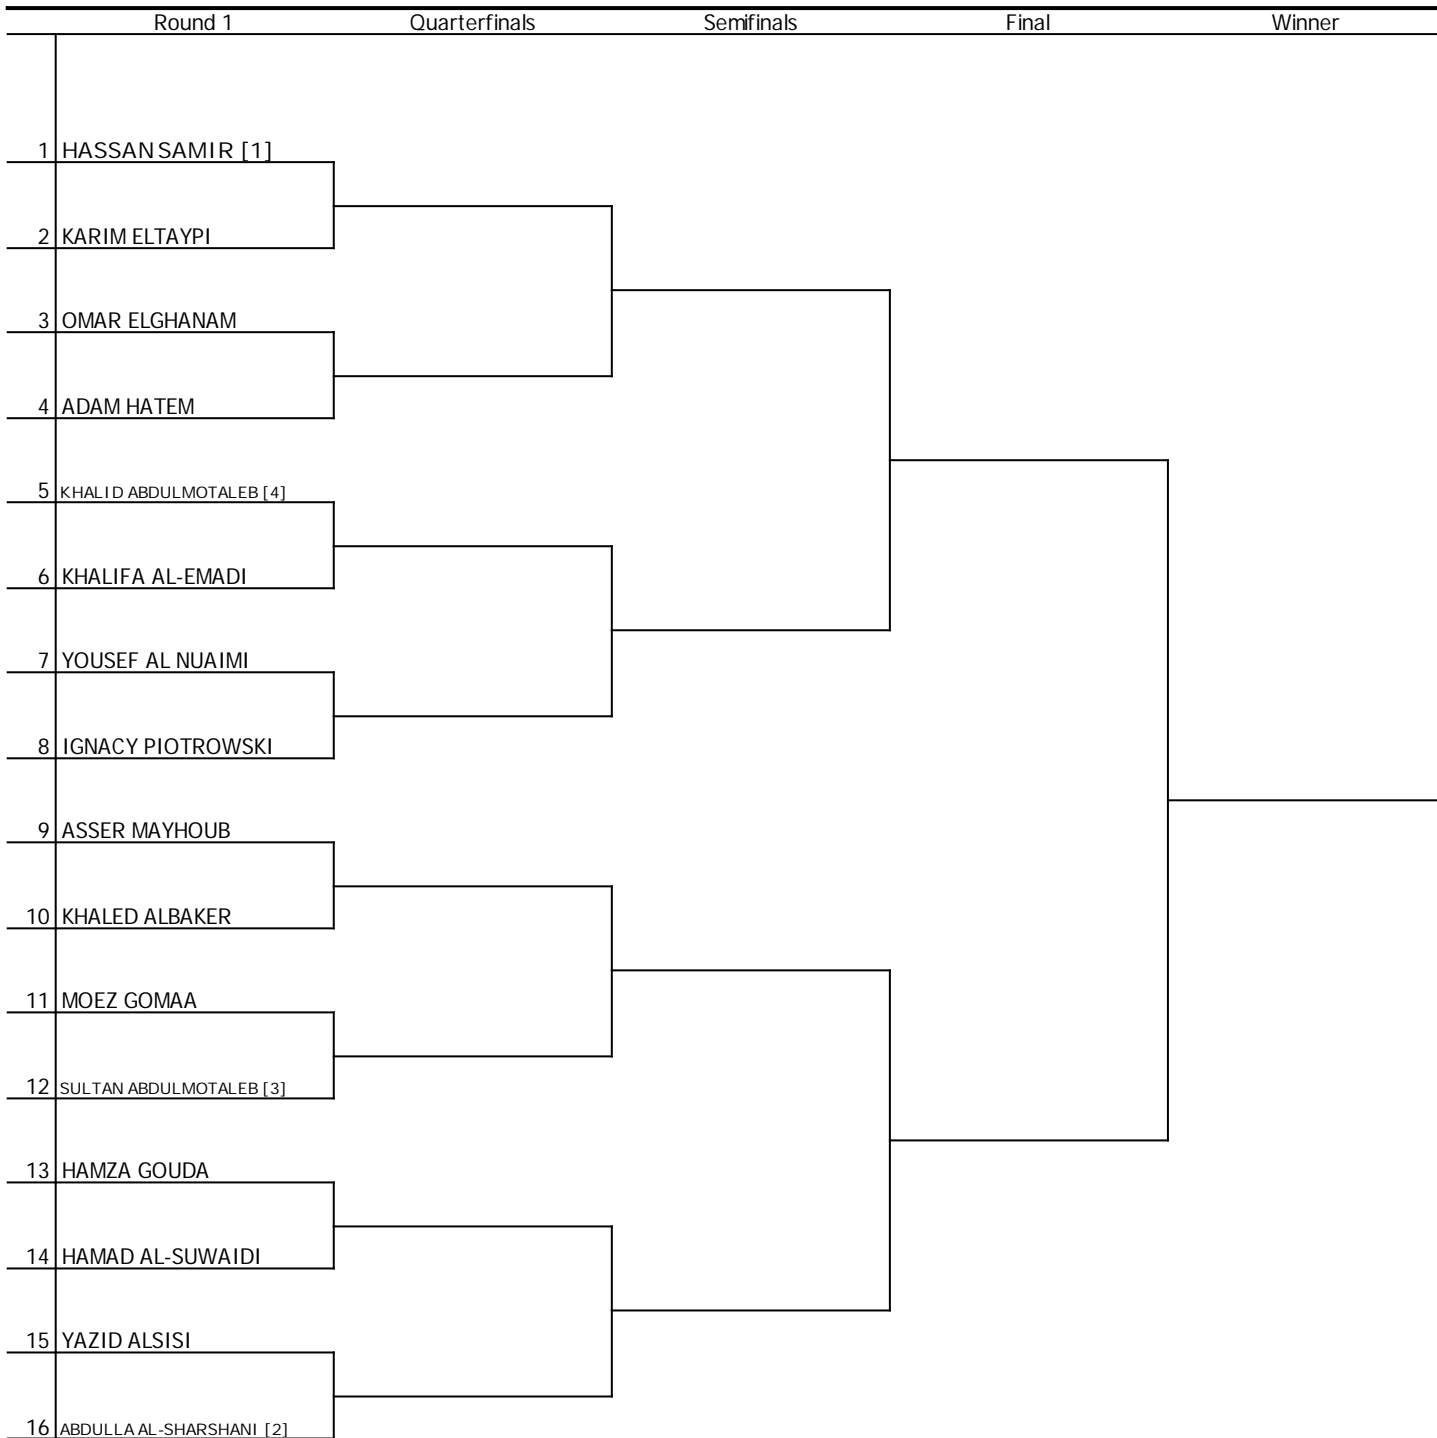 Round 1 Quarterfinals Semifinals Final Winner
1 HASSAN SAMIR [1]
2 KARIM ELTAYPI
3 OMAR ELGHANAM
4 ADAM HATEM
5 KHALID ABDULMOTALEB [4]
6 KHALIFA AL-EMADI
7 YOUSEF AL NUAIMI
8 IGNACY PIOTROWSKI
9 ASSER MAYHOUB
10 KHALED ALBAKER
11 MOEZ GOMAA
12 SULTAN ABDULMOTALEB [3]
13 HAMZA GOUDA
14 HAMAD AL-SUWAIDI
15 YAZID ALSISI
16 ABDULLA AL-SHARSHANI [2]